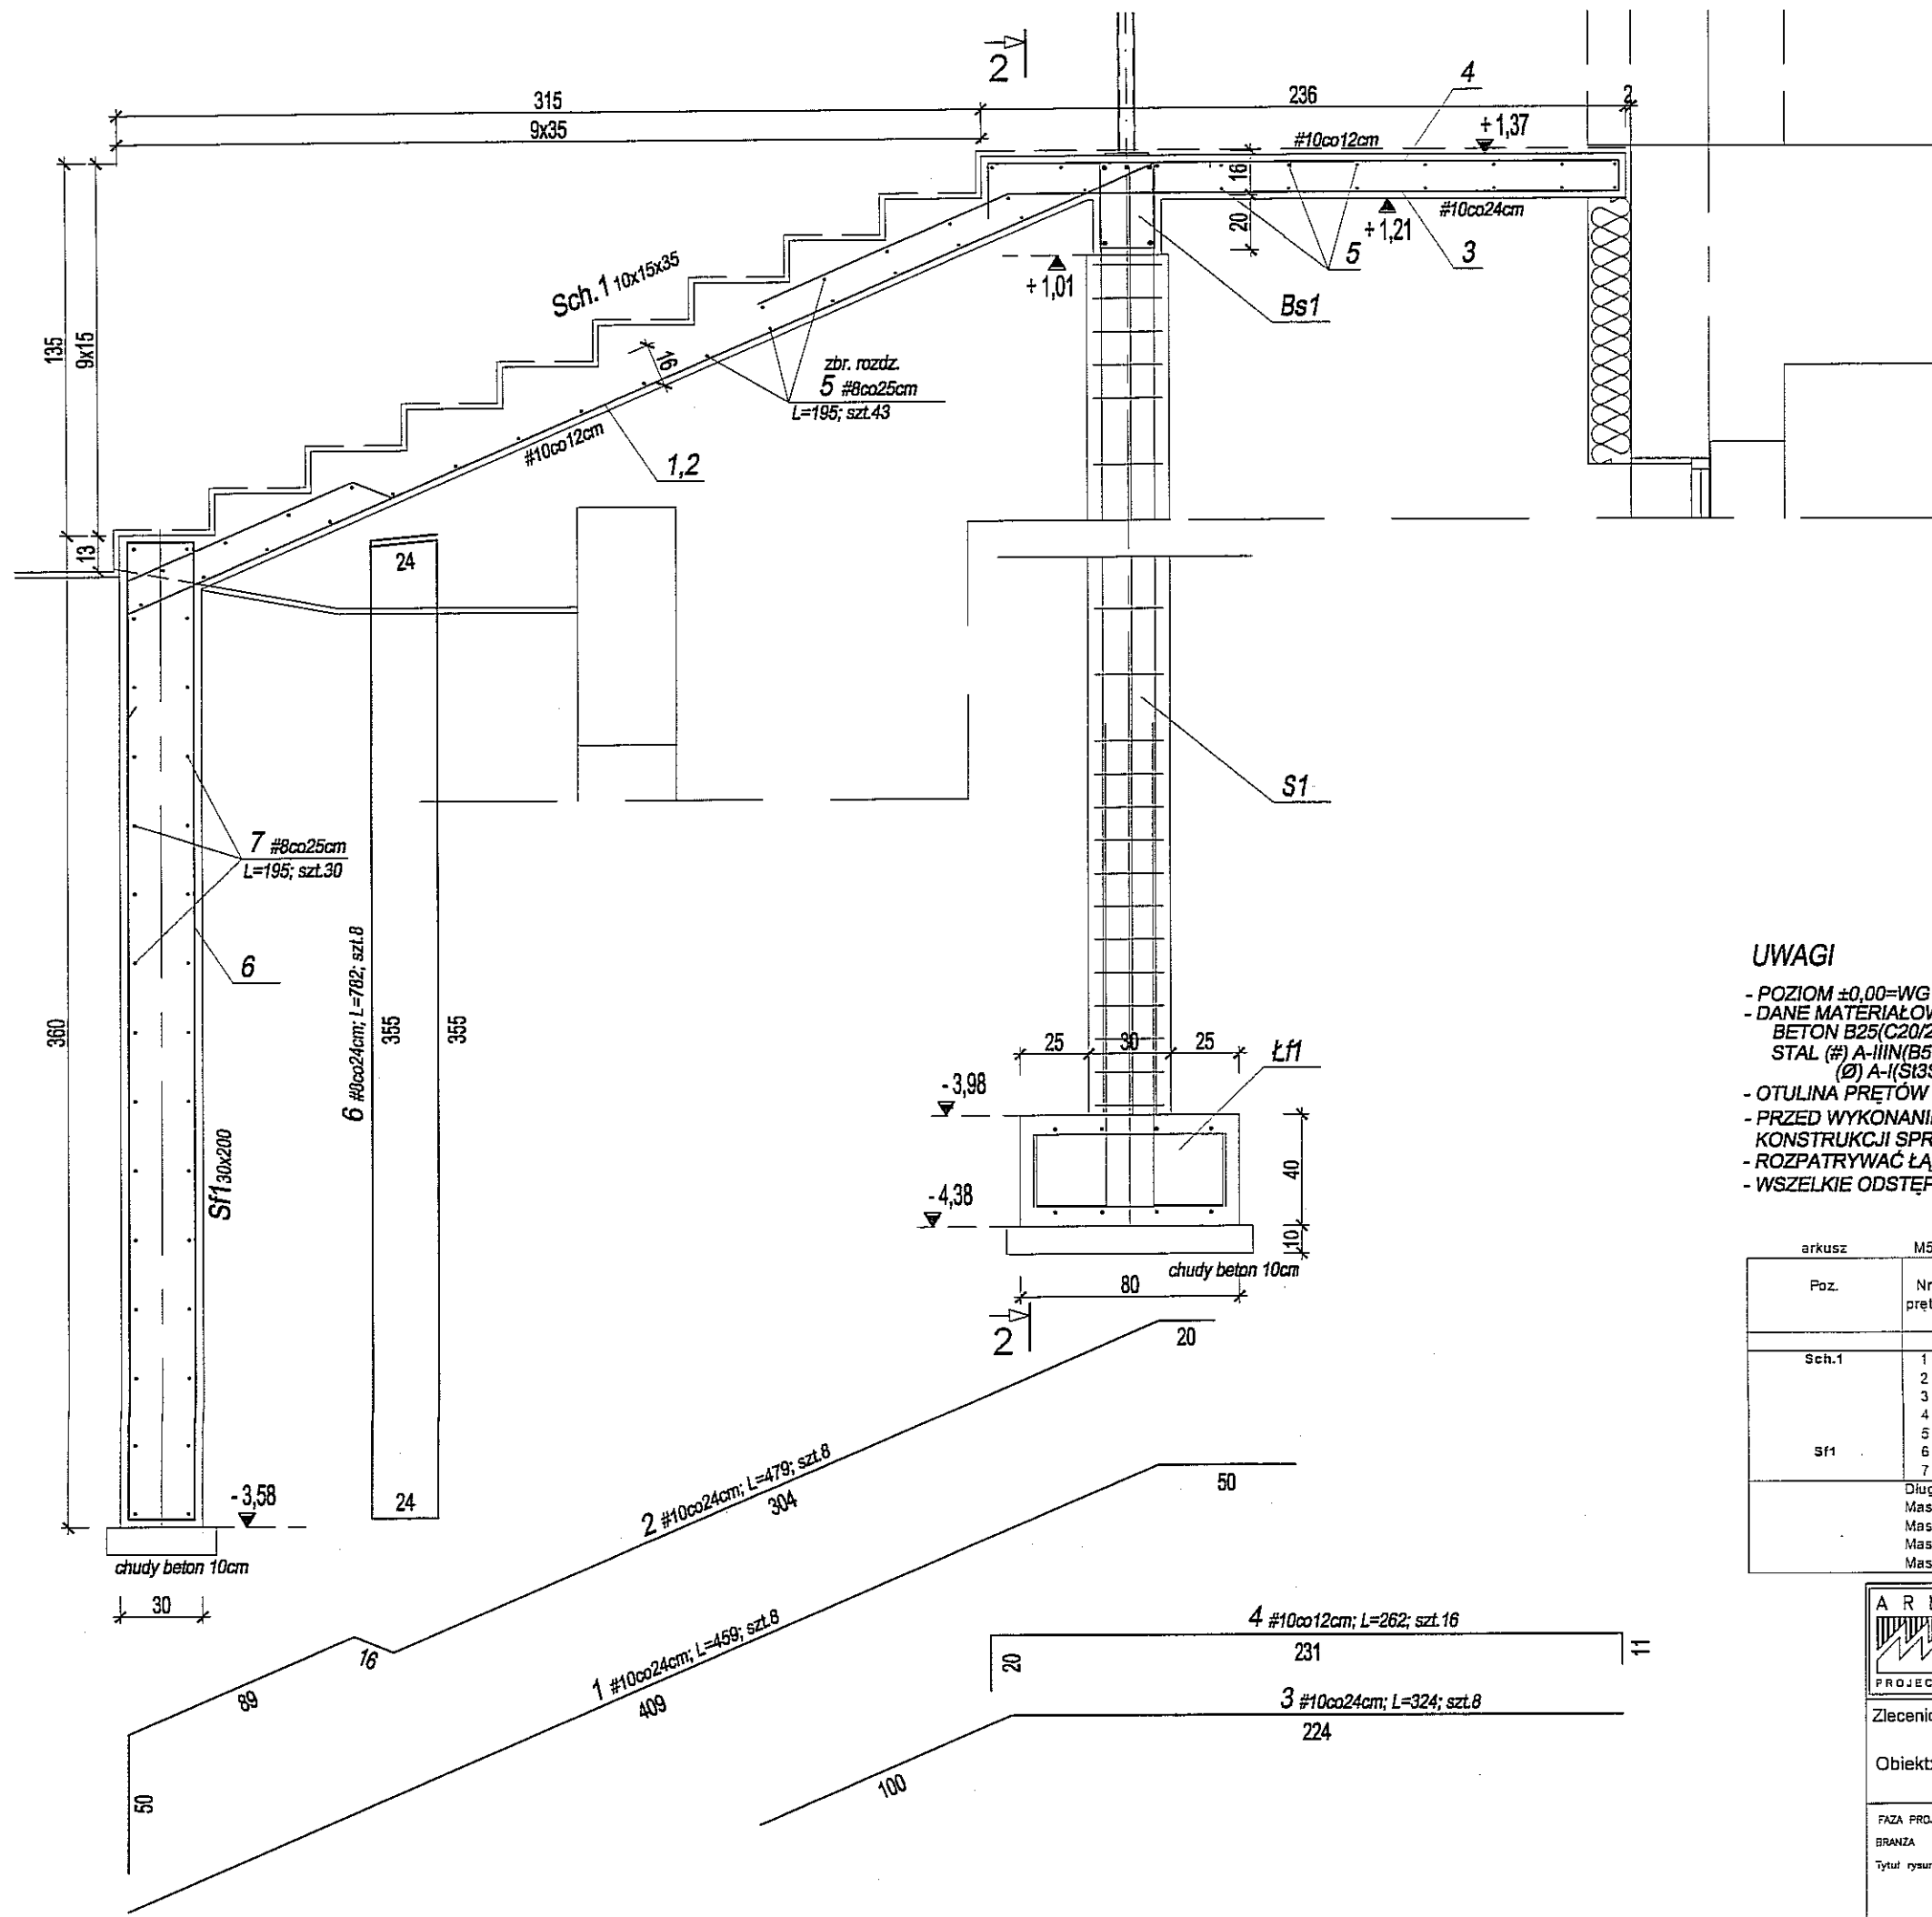 2
315
236
2
4
9x35
#10co12cm
+ 1,37
16
20
#10co24cm
+ 1,21
5
3
+ 1,01
Bs1
Sch.1 10x15x35
135
9x15
16
zbr. rozdz.
5 #8co25cm
L=195; szt.43
#10co12cm
1,2
13
24
S1
7 #8co25cm
L=195; szt.30
6
360
6 #8co24cm; L=782; szt.8
355
355
Sf1 30x200
25
30
25
Łf1
- 3,98
- 4,38
40
10
chudy beton 10cm
80
2
24
- 3,58
chudy beton 10cm
30
20
2 #10co24cm; L=479; szt.8
304
50
16
89
50
1 #10co24cm; L=459; szt.8
409
4 #10co12cm; L=262; szt.16
20
231
11
3 #10co24cm; L=324; szt.8
224
100
UWAGI
- POZIOM ±0,00=WG
- DANE MATERIAŁOW
BETON B25(C20/2
STAL (#) A-IIIN(B5
(Ø) A-I(St3S
- OTULINA PRĘTÓW
- PRZED WYKONANI
KONSTRUKCJI SPR
- ROZPATRYWAĆ ŁĄ
- WSZELKIE ODSTĘP
arkusz M5
Poz. Nr
pręt
Sch.1 1
2
3
4
5
Sf1 6
7
Dług
Mas
Mas
Mas
Mas
A R
PROJEC
Zlecenio
Obiekt:
FAZA PROJ
BRANŻA
Tytuł rysun